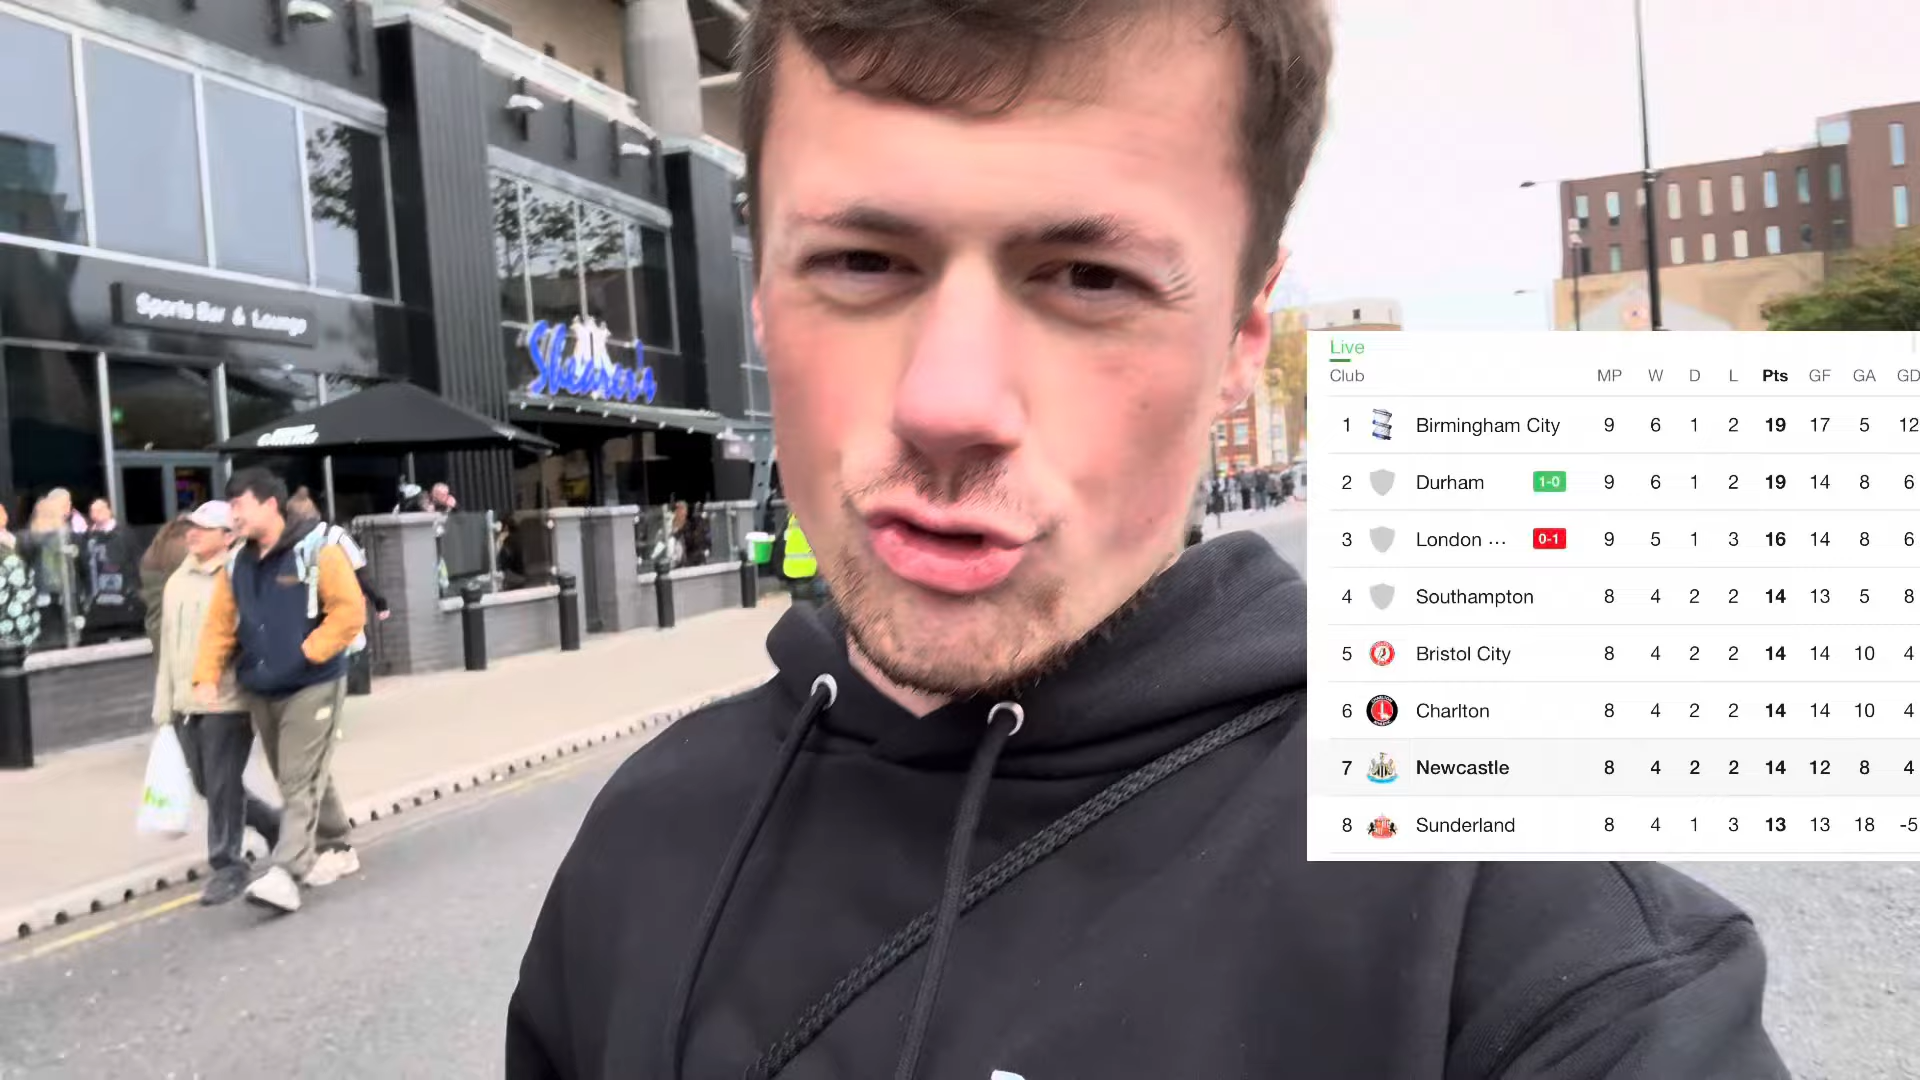 Sports Bar & Lounge
Shearer's
Live
Club MP W D L Pts GF GA GD
1 Birmingham City 9 6 1 2 19 17 5 12
2 Durham 1-0 9 6 1 2 19 14 8 6
3 London ... 0-1 9 5 1 3 16 14 8 6
4 Southampton 8 4 2 2 14 13 5 8
5 Bristol City 8 4 2 2 14 14 10 4
6 Charlton 8 4 2 2 14 14 10 4
7 Newcastle 8 4 2 2 14 12 8 4
8 Sunderland 8 4 1 3 13 13 18 -5